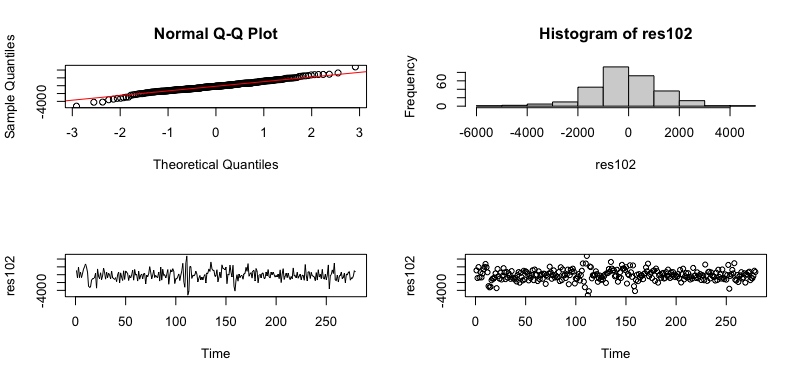 Normal Q-Q Plot
Sample Quantiles
-4000
-3 -2 -1 0 1 2 3
Theoretical Quantiles
Histogram of res102
Frequency
0 60
-6000 -4000 -2000 0 2000 4000
res102
res102
-4000
0 50 100 150 200 250
Time
res102
-4000
0 50 100 150 200 250
Time